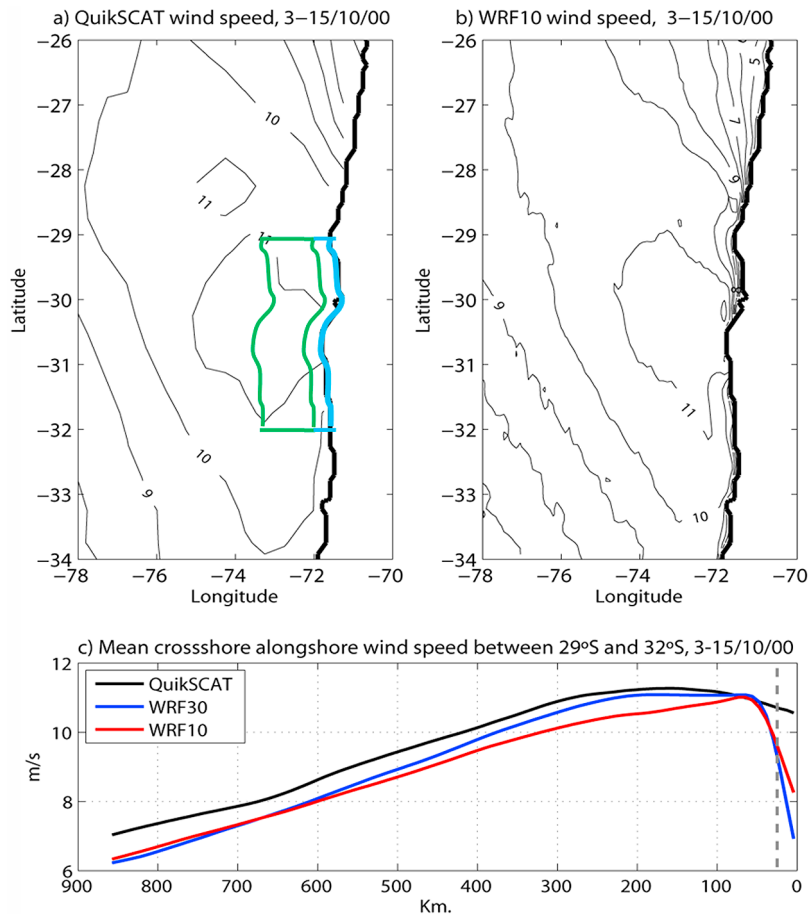 a) QuikSCAT wind speed, 3–15/10/00
−26
−27
−28
−29
−30
−31
−32
−33
−34
Latitude
10
11
11
10
9
−78 −76 −74 −72 −70
Longitude
b) WRF10 wind speed, 3–15/10/00
−26
−27
−28
−29
−30
−31
−32
−33
−34
Latitude
5
7
9
8
9
11
10
−78 −76 −74 −72 −70
Longitude
c) Mean crossshore alongshore wind speed between 29ºS and 32ºS, 3-15/10/00
12
10
8
6
m/s
QuikSCAT
WRF30
WRF10
900 800 700 600 500 400 300 200 100 0
Km.